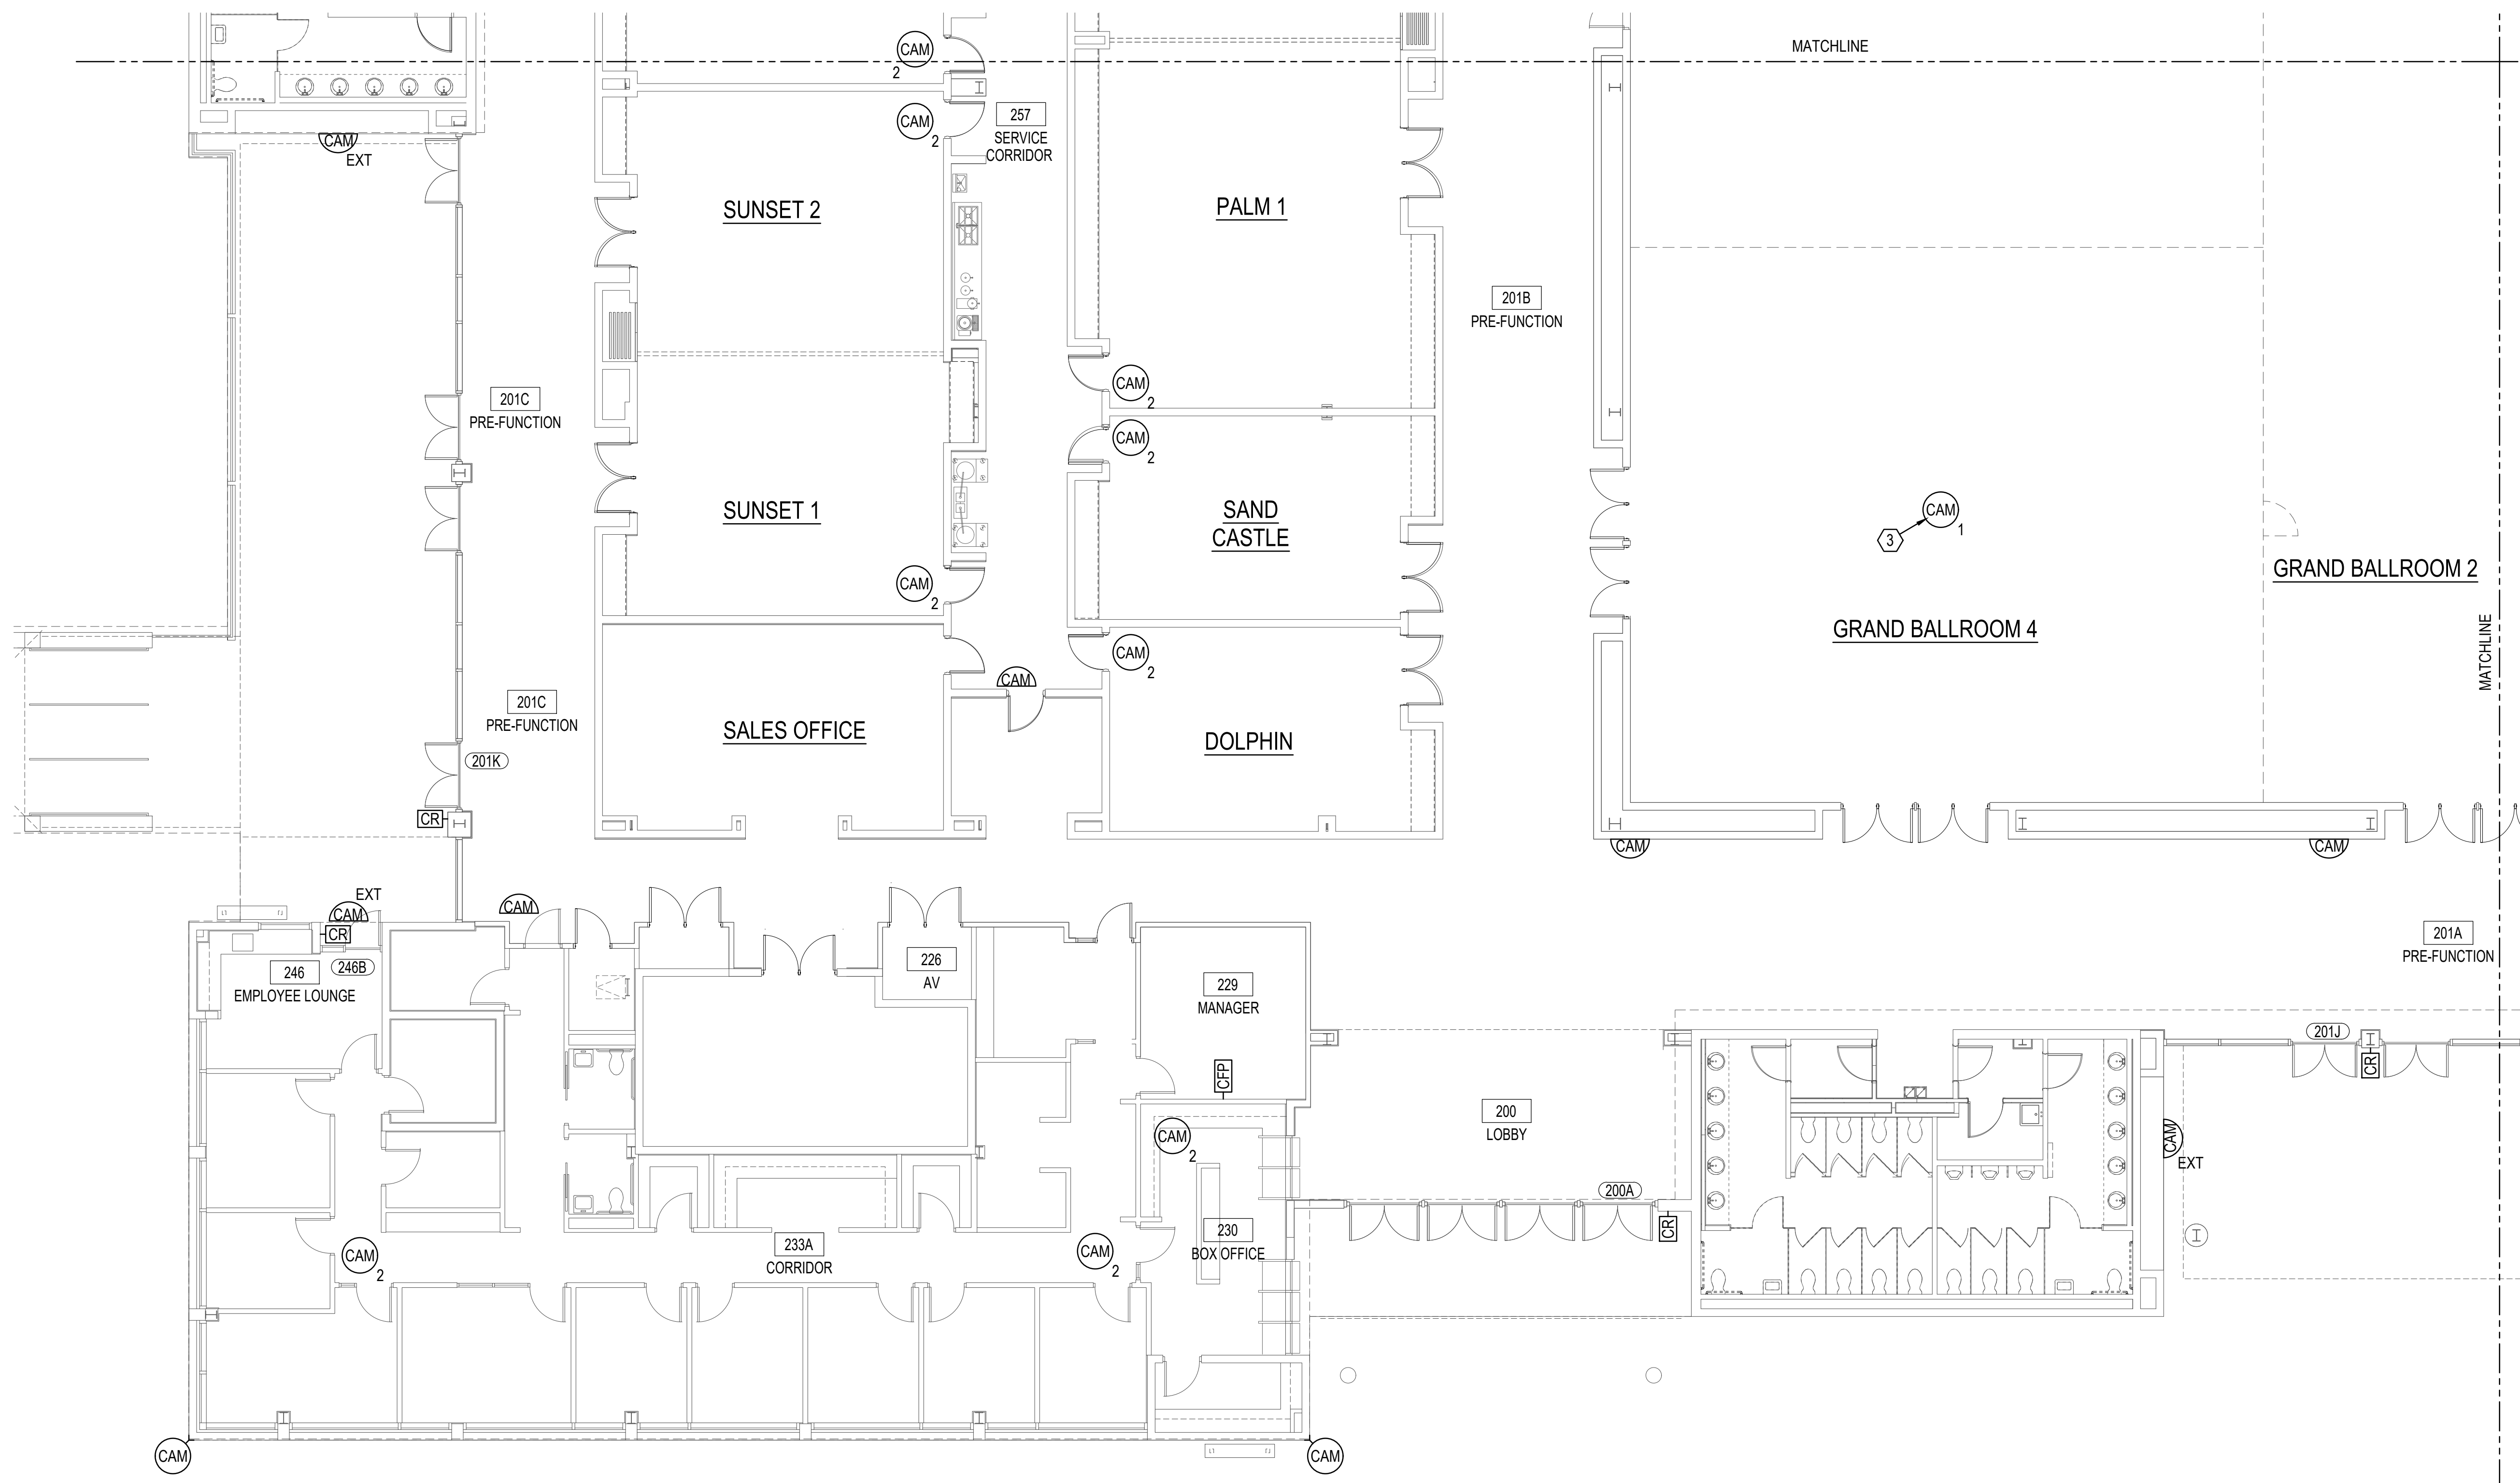 MATCHLINE
CAM
2
CAM
2
257
SERVICE
CORRIDOR
CAM
EXT
SUNSET 2
PALM 1
201B
PRE-FUNCTION
201C
PRE-FUNCTION
CAM
2
CAM
2
SUNSET 1
SAND
CASTLE
CAM
1
3
GRAND BALLROOM 2
CAM
2
GRAND BALLROOM 4
MATCHLINE
CAM
2
CAM
201C
PRE-FUNCTION
SALES OFFICE
DOLPHIN
201K
CR
CAM
CAM
EXT
CAM
CAM
CR
246
EMPLOYEE LOUNGE
246B
226
AV
229
MANAGER
201A
PRE-FUNCTION
201J
CR
CFP
200
LOBBY
CAM
2
CAM
EXT
200A
CR
230
BOX OFFICE
233A
CORRIDOR
CAM
2
CAM
2
CAM
CAM